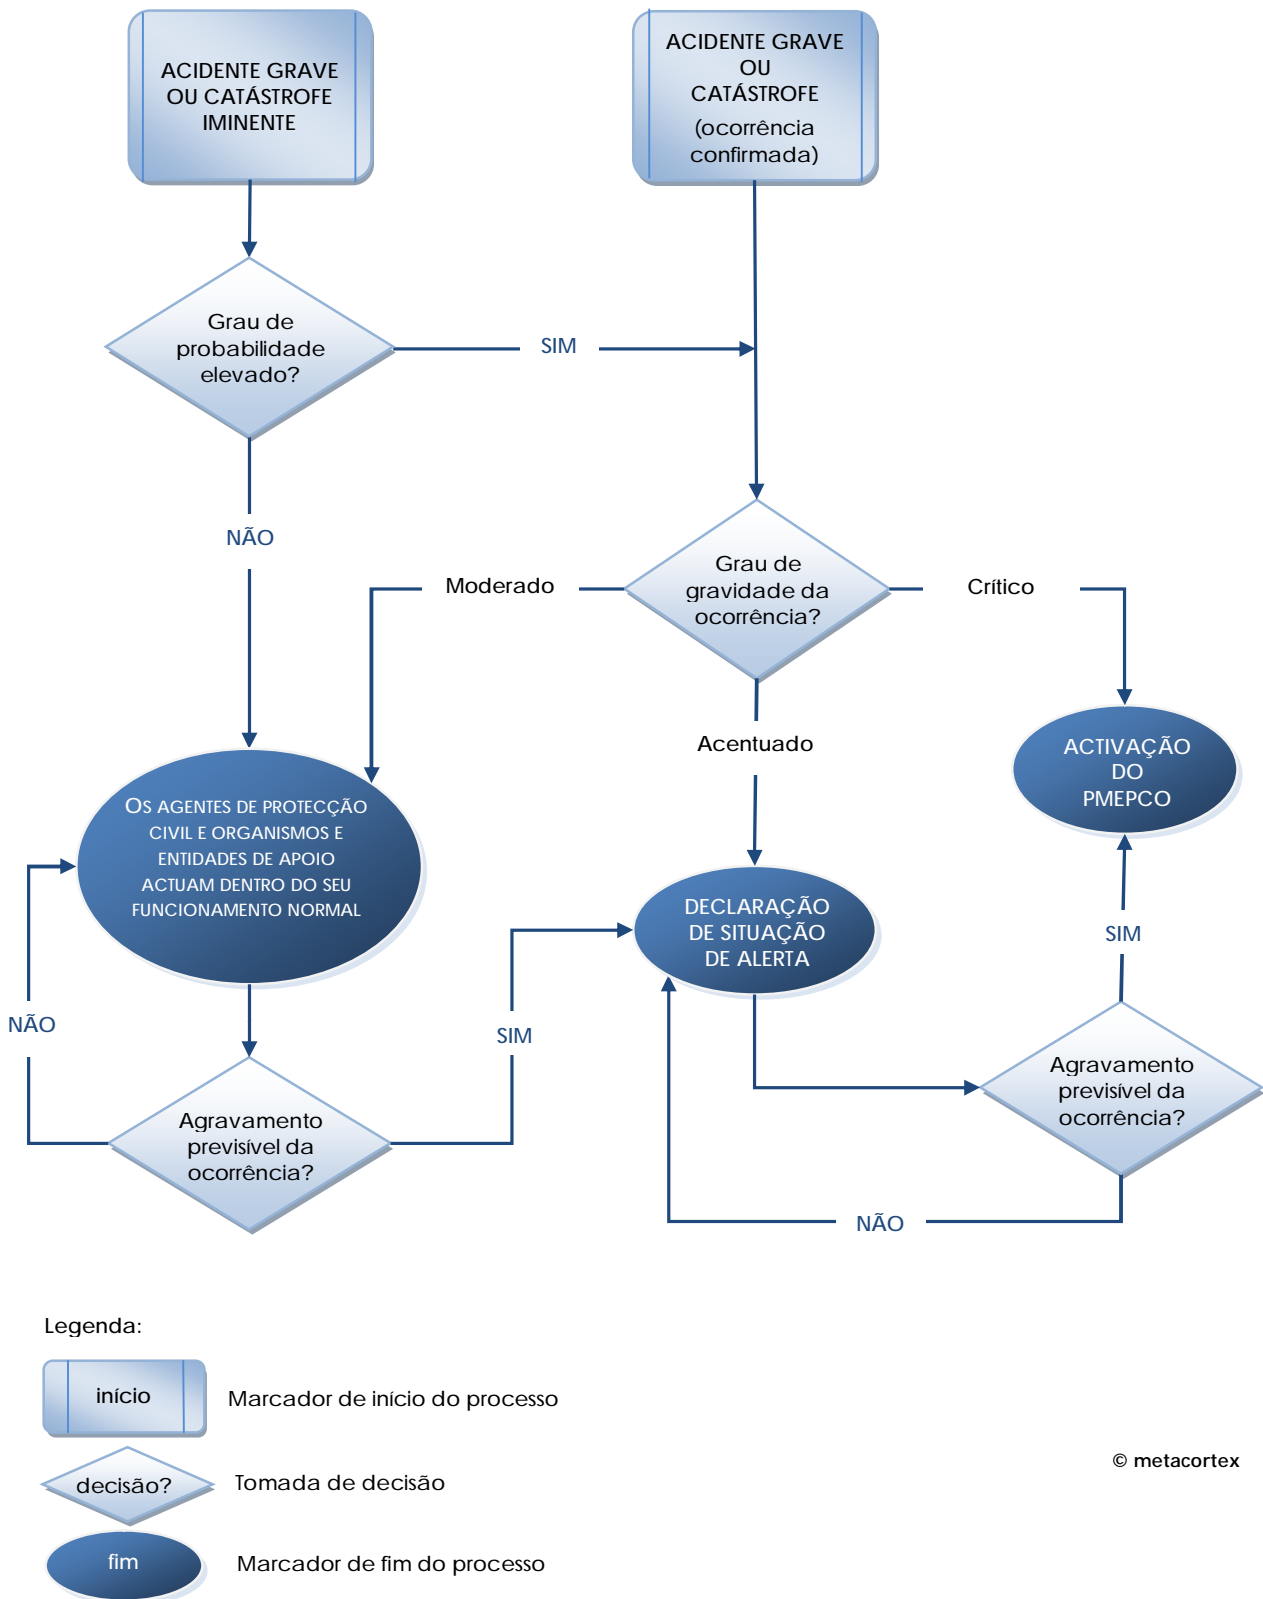 ACIDENTE GRAVE
OU CATÁSTROFE
IMINENTE
ACIDENTE GRAVE
OU
CATÁSTROFE
(ocorrência
confirmada)
Grau de
probabilidade
elevado?
SIM
NÃO
Grau de
gravidade da
ocorrência?
Moderado
Crítico
Acentuado
ACTIVAÇÃO
DO
PMEPCO
OS AGENTES DE PROTECÇÃO
CIVIL E ORGANISMOS E
ENTIDADES DE APOIO
ACTUAM DENTRO DO SEU
FUNCIONAMENTO NORMAL
DECLARAÇÃO
DE SITUAÇÃO
DE ALERTA
SIM
NÃO
SIM
Agravamento
previsível da
ocorrência?
Agravamento
previsível da
ocorrência?
NÃO
Legenda:
início
Marcador de início do processo
decisão?
Tomada de decisão
© metacortex
fim
Marcador de fim do processo